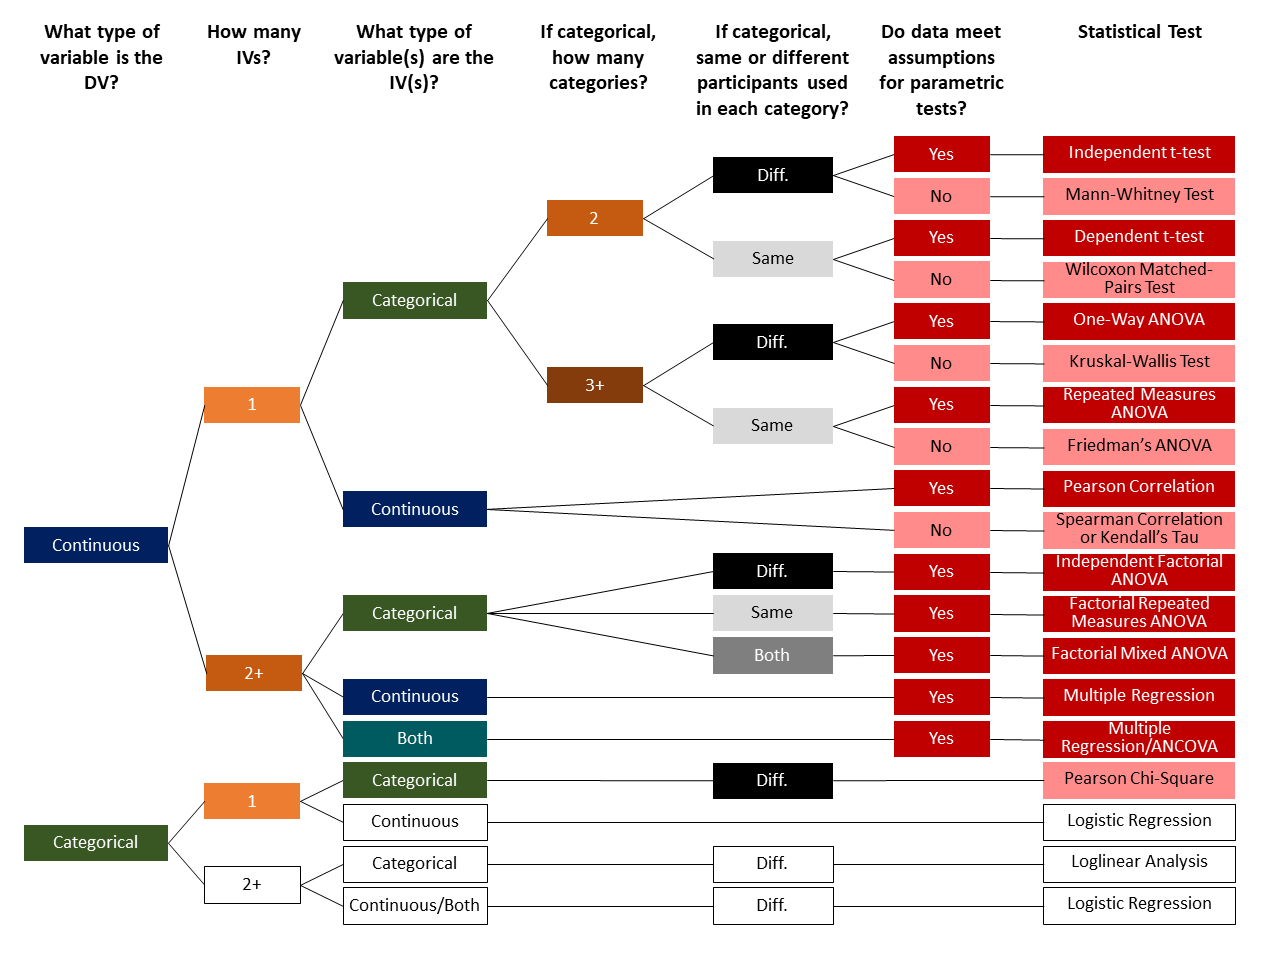 What type of
variable is the
DV?
How many
IVs?
What type of
variable(s) are the
IV(s)?
If categorical,
how many
categories?
If categorical,
same or different
participants used
in each category?
Do data meet
assumptions
for parametric
tests?
Statistical Test
Continuous
1
Categorical
2
Diff.
Yes
Independent t-test
No
Mann-Whitney Test
Same
Yes
Dependent t-test
No
Wilcoxon Matched-
Pairs Test
3+
Diff.
Yes
One-Way ANOVA
No
Kruskal-Wallis Test
Same
Yes
Repeated Measures
ANOVA
No
Friedman’s ANOVA
Continuous
Yes
Pearson Correlation
No
Spearman Correlation
or Kendall’s Tau
2+
Categorical
Diff.
Yes
Independent Factorial
ANOVA
Same
Yes
Factorial Repeated
Measures ANOVA
Both
Yes
Factorial Mixed ANOVA
Continuous
Yes
Multiple Regression
Both
Yes
Multiple
Regression/ANCOVA
Categorical
1
Categorical
Diff.
Pearson Chi-Square
Continuous
Logistic Regression
2+
Categorical
Diff.
Loglinear Analysis
Continuous/Both
Diff.
Logistic Regression